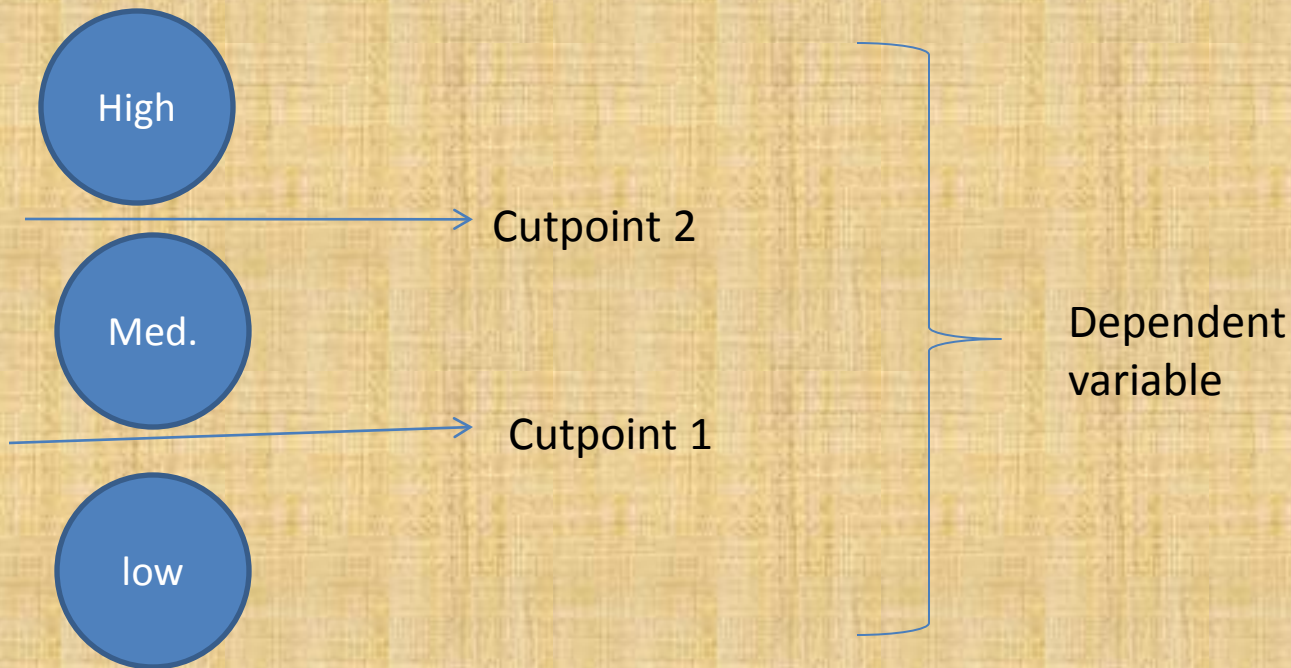 High
Cutpoint 2
Med.
Dependent
variable
Cutpoint 1
low